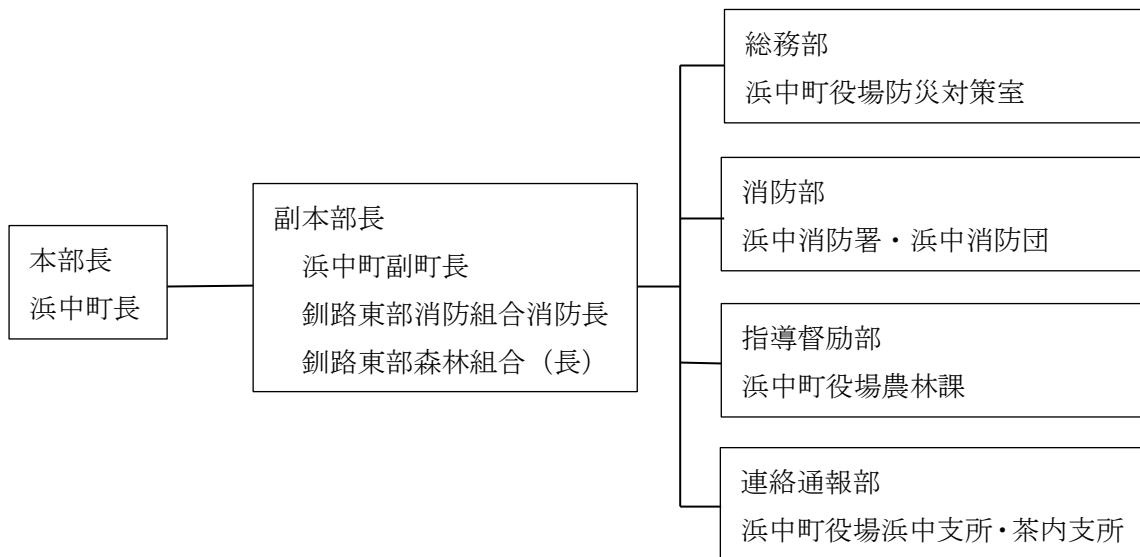 本部長
浜中町長
副本部長
浜中町副町長
釧路東部消防組合消防長
釧路東部森林組合（長）
総務部
浜中町役場防災対策室
消防部
浜中消防署・浜中消防団
指導督励部
浜中町役場農林課
連絡通報部
浜中町役場浜中支所・茶内支所